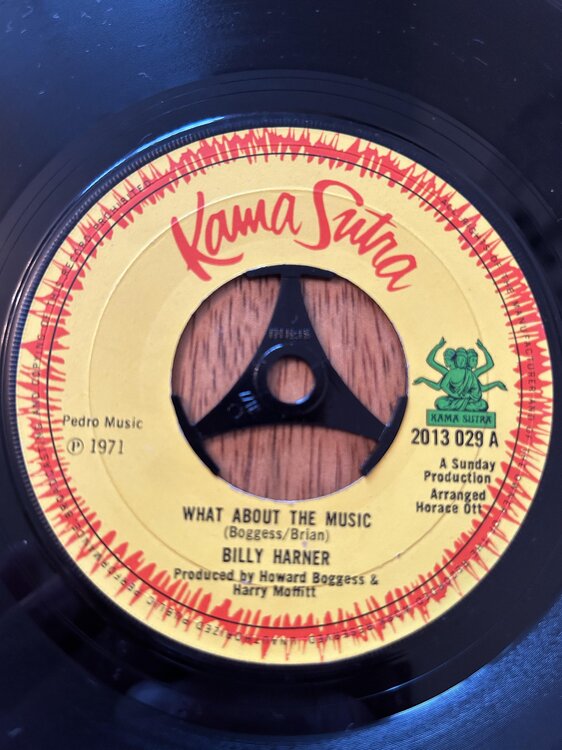 Kama Sutra
KAMA SUTRA
2013 029 A
Pedro Music
℗ 1971
A Sunday
Production
Arranged
Horace Ott
WHAT ABOUT THE MUSIC
(Boggess/Brian)
BILLY HARNER
Produced by Howard Boggess &
Harry Moffitt